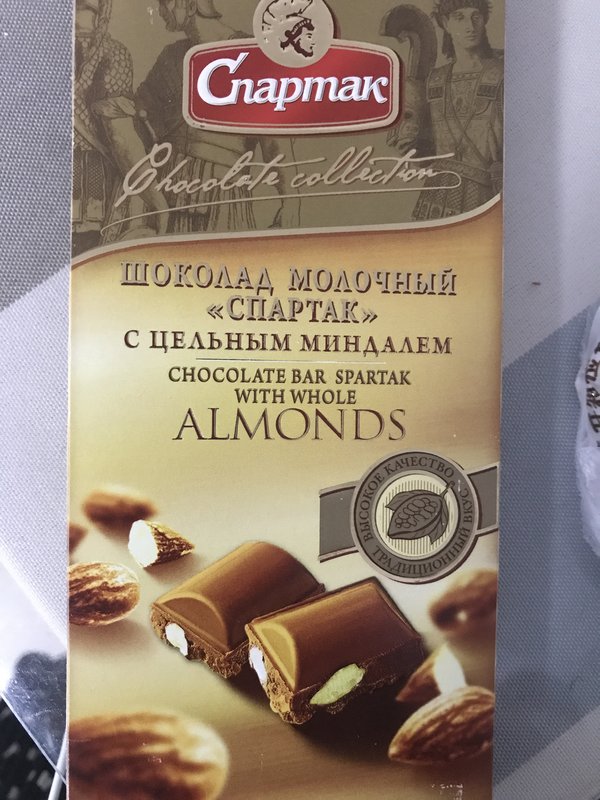 Спартак
Chocolate collection
ШОКОЛАД МОЛОЧНЫЙ
«СПАРТАК»
С ЦЕЛЬНЫМ МИНДАЛЕМ
CHOCOLATE BAR SPARTAK
WITH WHOLE
ALMONDS
ВЫСОКОЕ КАЧЕСТВО
ТРАДИЦИОННЫЙ ВКУС